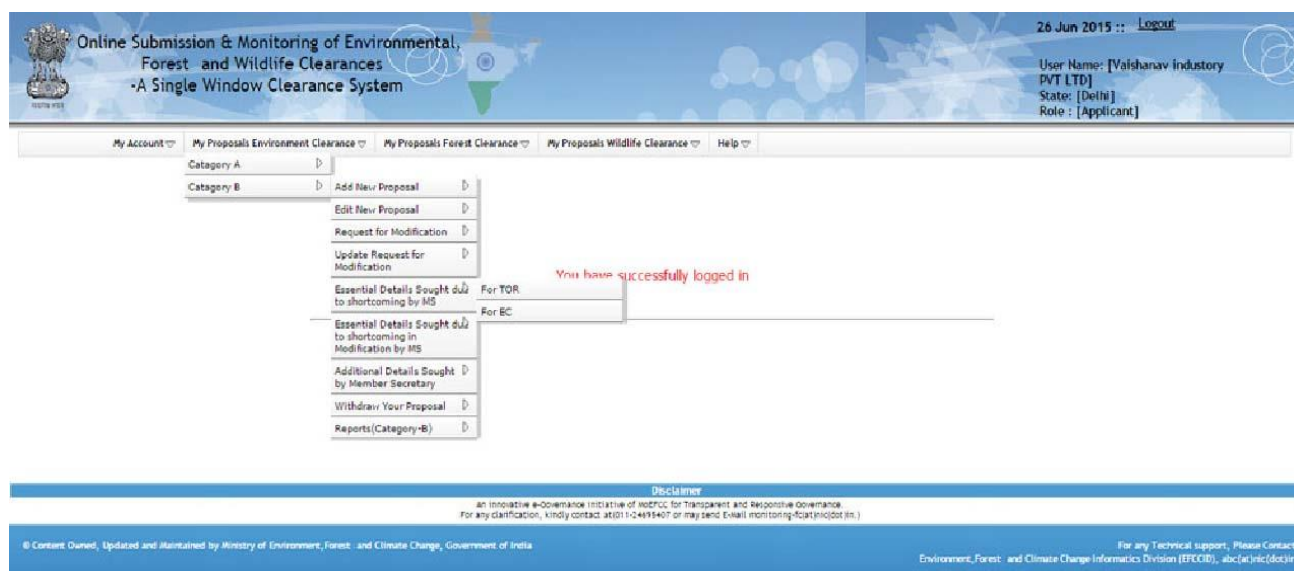 Online Submission & Monitoring of Environmental,
Forest and Wildlife Clearances
-A Single Window Clearance System
26 Jun 2015 :: Logout
User Name: [Vaishanav industory
PVT LTD]
State: [Delhi]
Role : [Applicant]
My Account My Proposals Environment Clearance My Proposals Forest Clearance My Proposals Wildlife Clearance Help
Catagory A
Catagory B
Add New Proposal
Edit New Proposal
Request for Modification
Update Request for
Modification
You have successfully logged in
Essential Details Sought due
to shortcoming by MS
For TOR
For EC
Essential Details Sought due
to shortcoming in
Modification by MS
Additional Details Sought
by Member Secretary
Withdraw Your Proposal
Reports(Category-B)
Disclaimer
an Innovative e-Governance Initiative of MoEFCC for Transparent and Responsive Governance.
For any clarification, kindly contact at(011-24695407 or may send E-Mail monitoring-fc(at)nic(dot)in.)
© Content Owned, Updated and Maintained by Ministry of Environment, Forest and Climate Change, Government of India
For any Technical support, Please Contact
Environment, Forest and Climate Change Informatics Division (EFCCID), abc(at)nic(dot)in